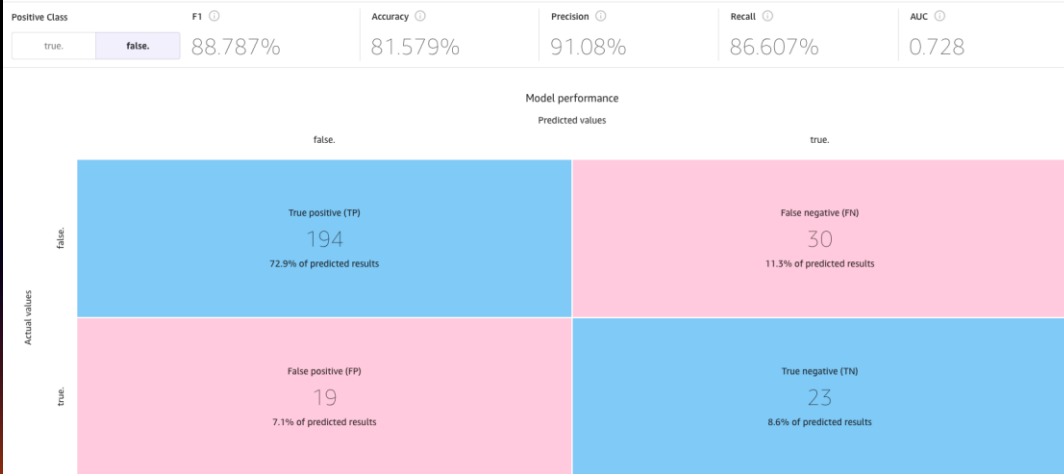 Positive Class
true.
false.
F1
88.787%
Accuracy
81.579%
Precision
91.08%
Recall
86.607%
AUC
0.728
Model performance
Predicted values
false.
true.
Actual values
false.
True positive (TP)
194
72.9% of predicted results
False negative (FN)
30
11.3% of predicted results
true.
False positive (FP)
19
7.1% of predicted results
True negative (TN)
23
8.6% of predicted results